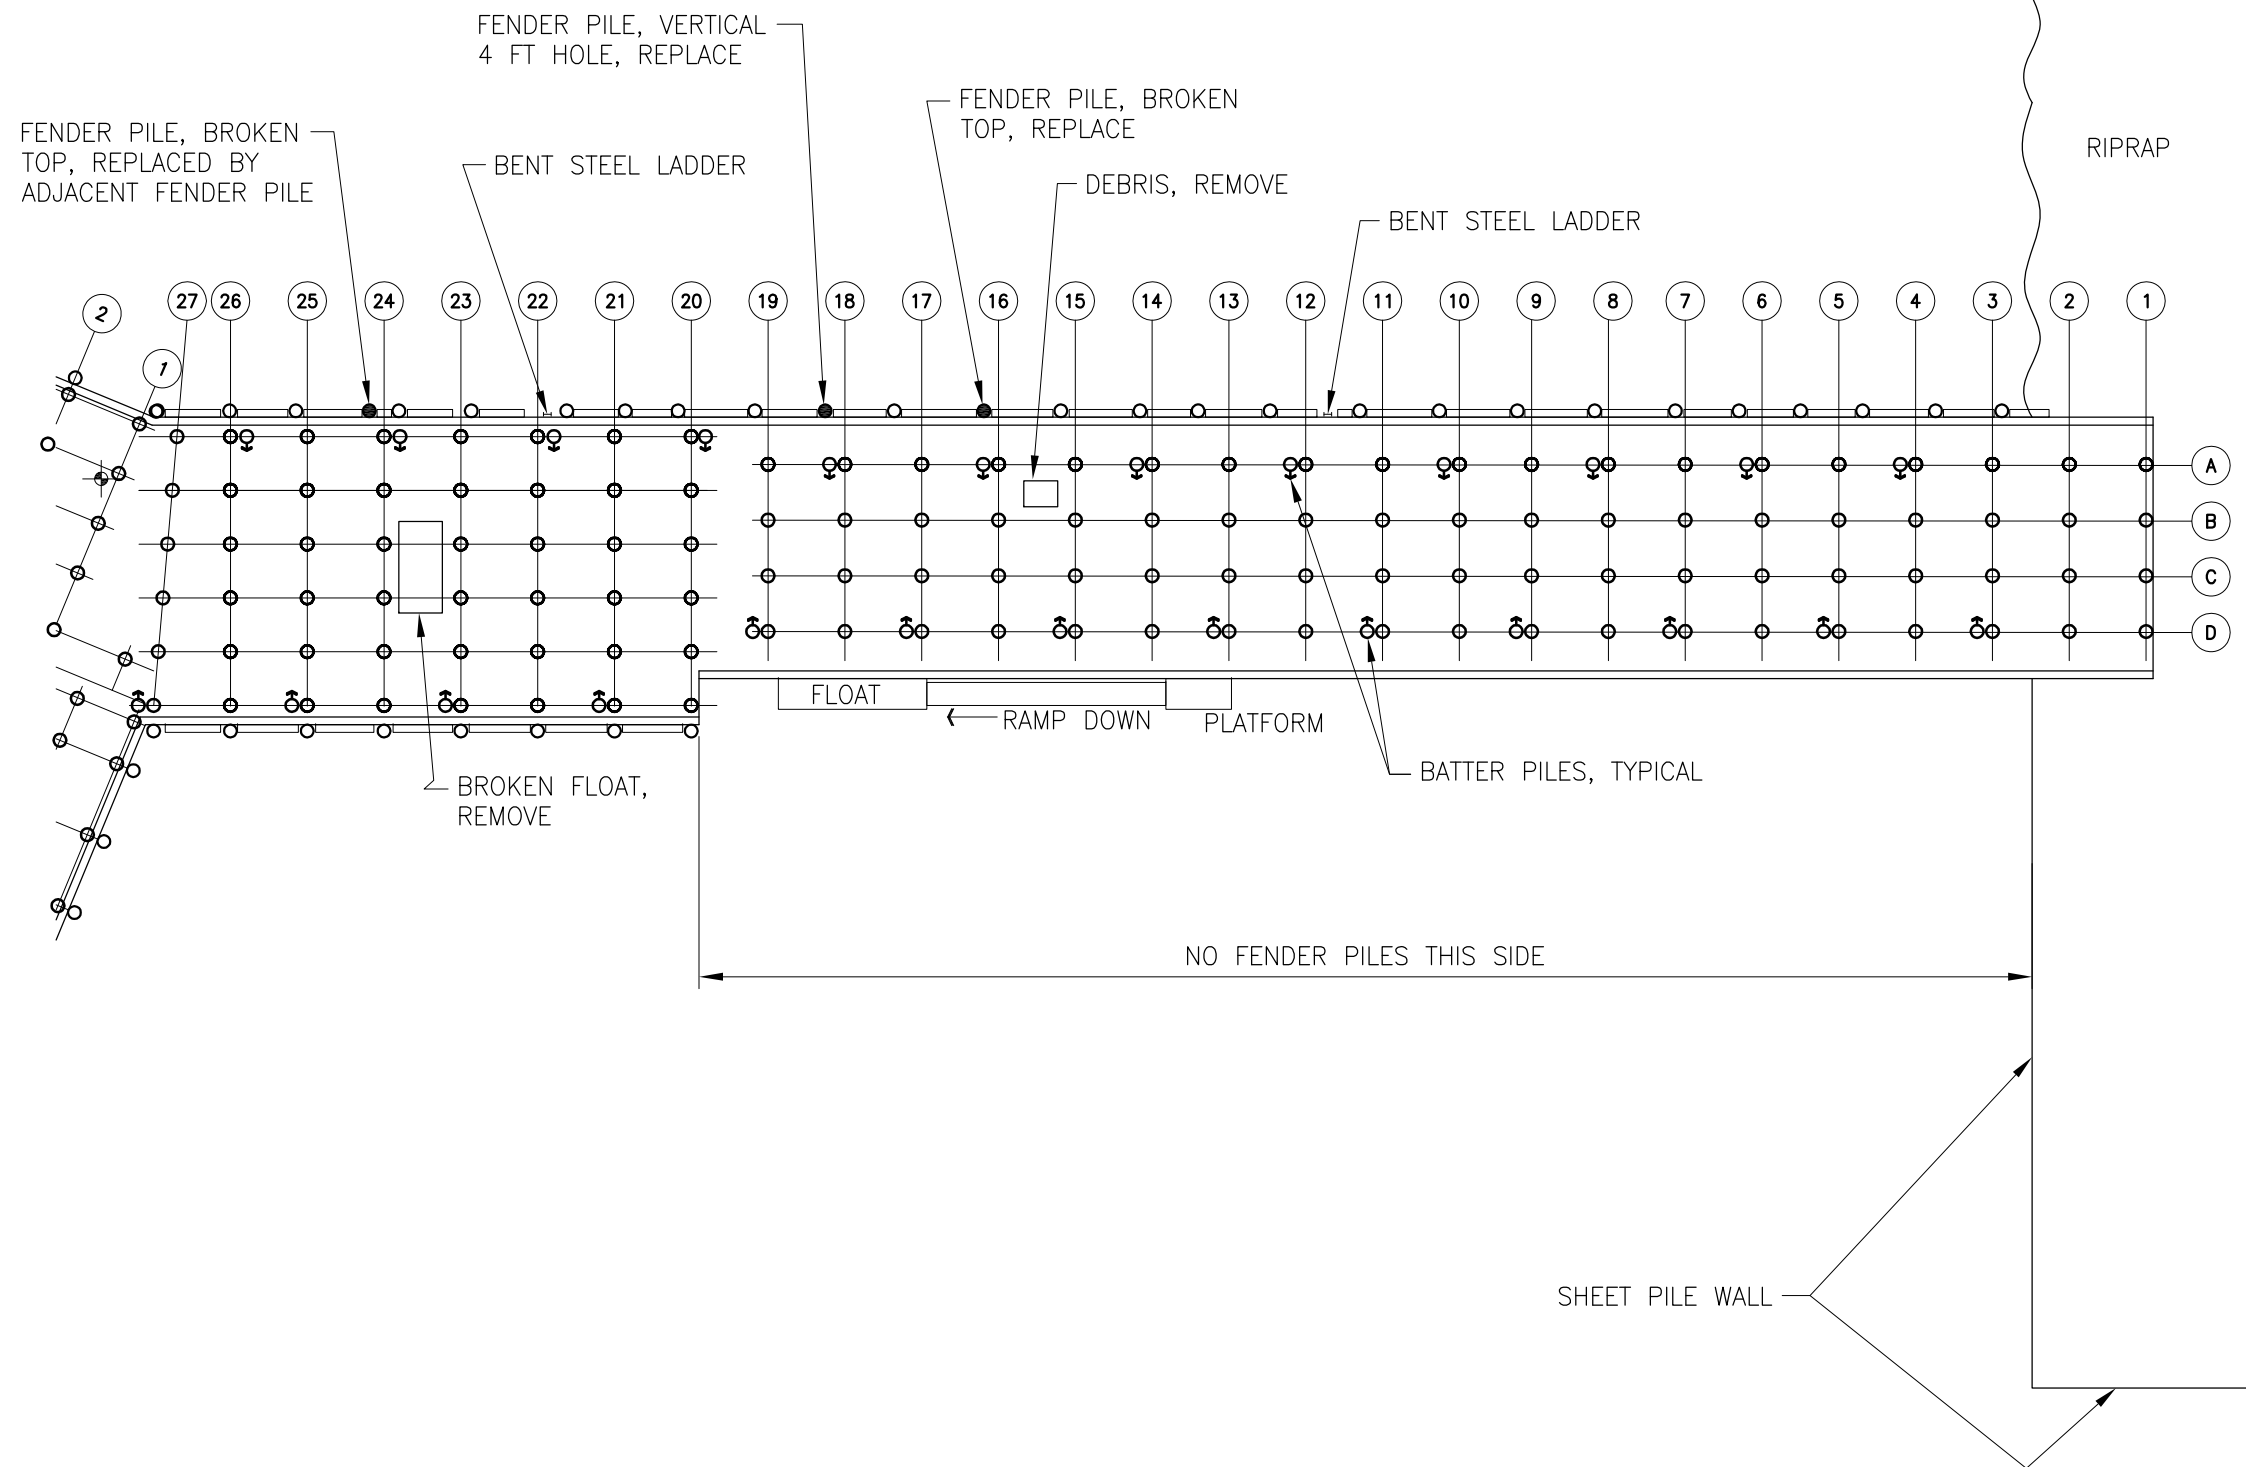 FENDER PILE, VERTICAL
4 FT HOLE, REPLACE
FENDER PILE, BROKEN
TOP, REPLACE
FENDER PILE, BROKEN
TOP, REPLACED BY
ADJACENT FENDER PILE
BENT STEEL LADDER
DEBRIS, REMOVE
BENT STEEL LADDER
RIPRAP
2
1
27 26 25 24 23 22 21 20 19 18 17 16 15 14 13 12 11 10 9 8 7 6 5 4 3 2 1
A
B
C
D
FLOAT
RAMP DOWN
PLATFORM
BROKEN FLOAT,
REMOVE
BATTER PILES, TYPICAL
NO FENDER PILES THIS SIDE
SHEET PILE WALL